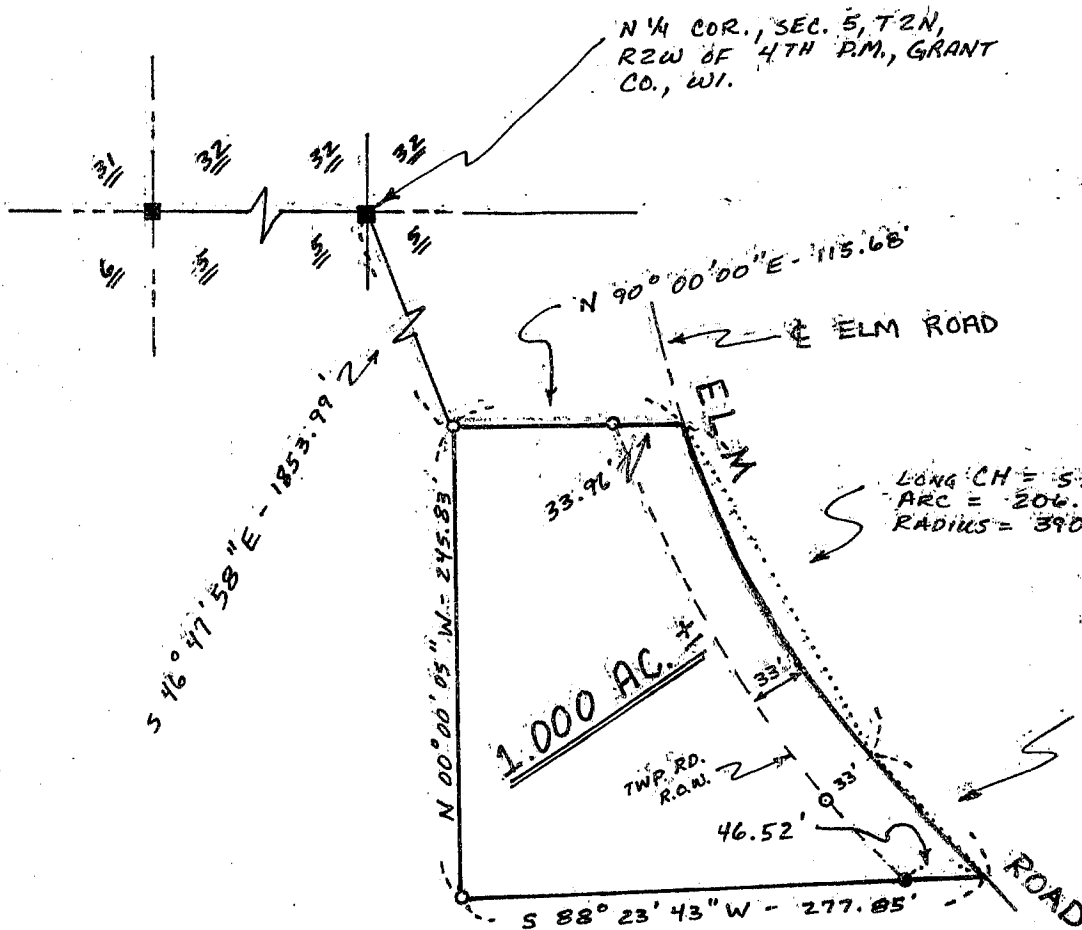 N 1/4 COR., SEC. 5, T2N,
R2W OF 4TH P.M., GRANT
CO., WI.
31 32 32 32
6 5 5 5
N 90° 00' 00" E - 115.68'
℄ ELM ROAD
ELM
S 46° 47' 58" E - 1853.99'
33.96'
LONG CH = S
ARC = 206.
RADIUS = 390
N 00° 00' 05" W - 245.83'
1.000 AC. ±
33'
TWP. RD.
R.O.W.
33'
46.52'
ROAD
S 88° 23' 43" W - 277.85'